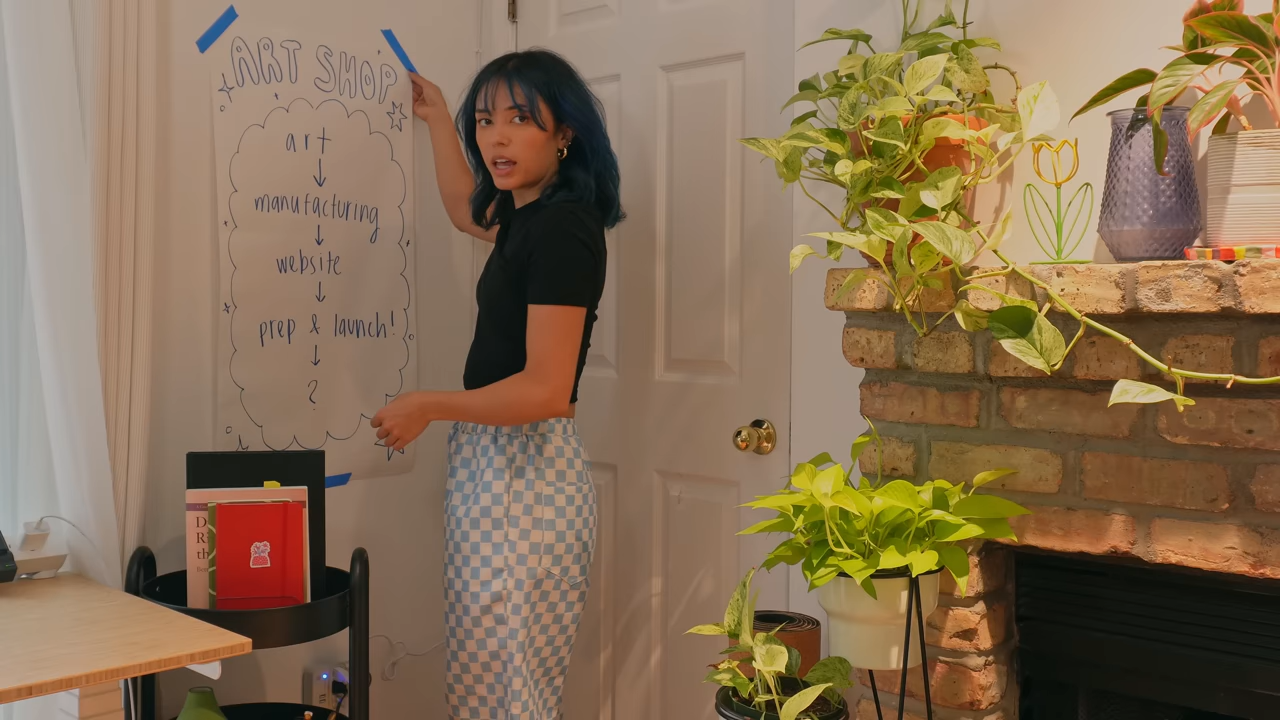 ART SHOP
art
↓
manufacturing
↓
website
↓
prep & launch!
↓
?